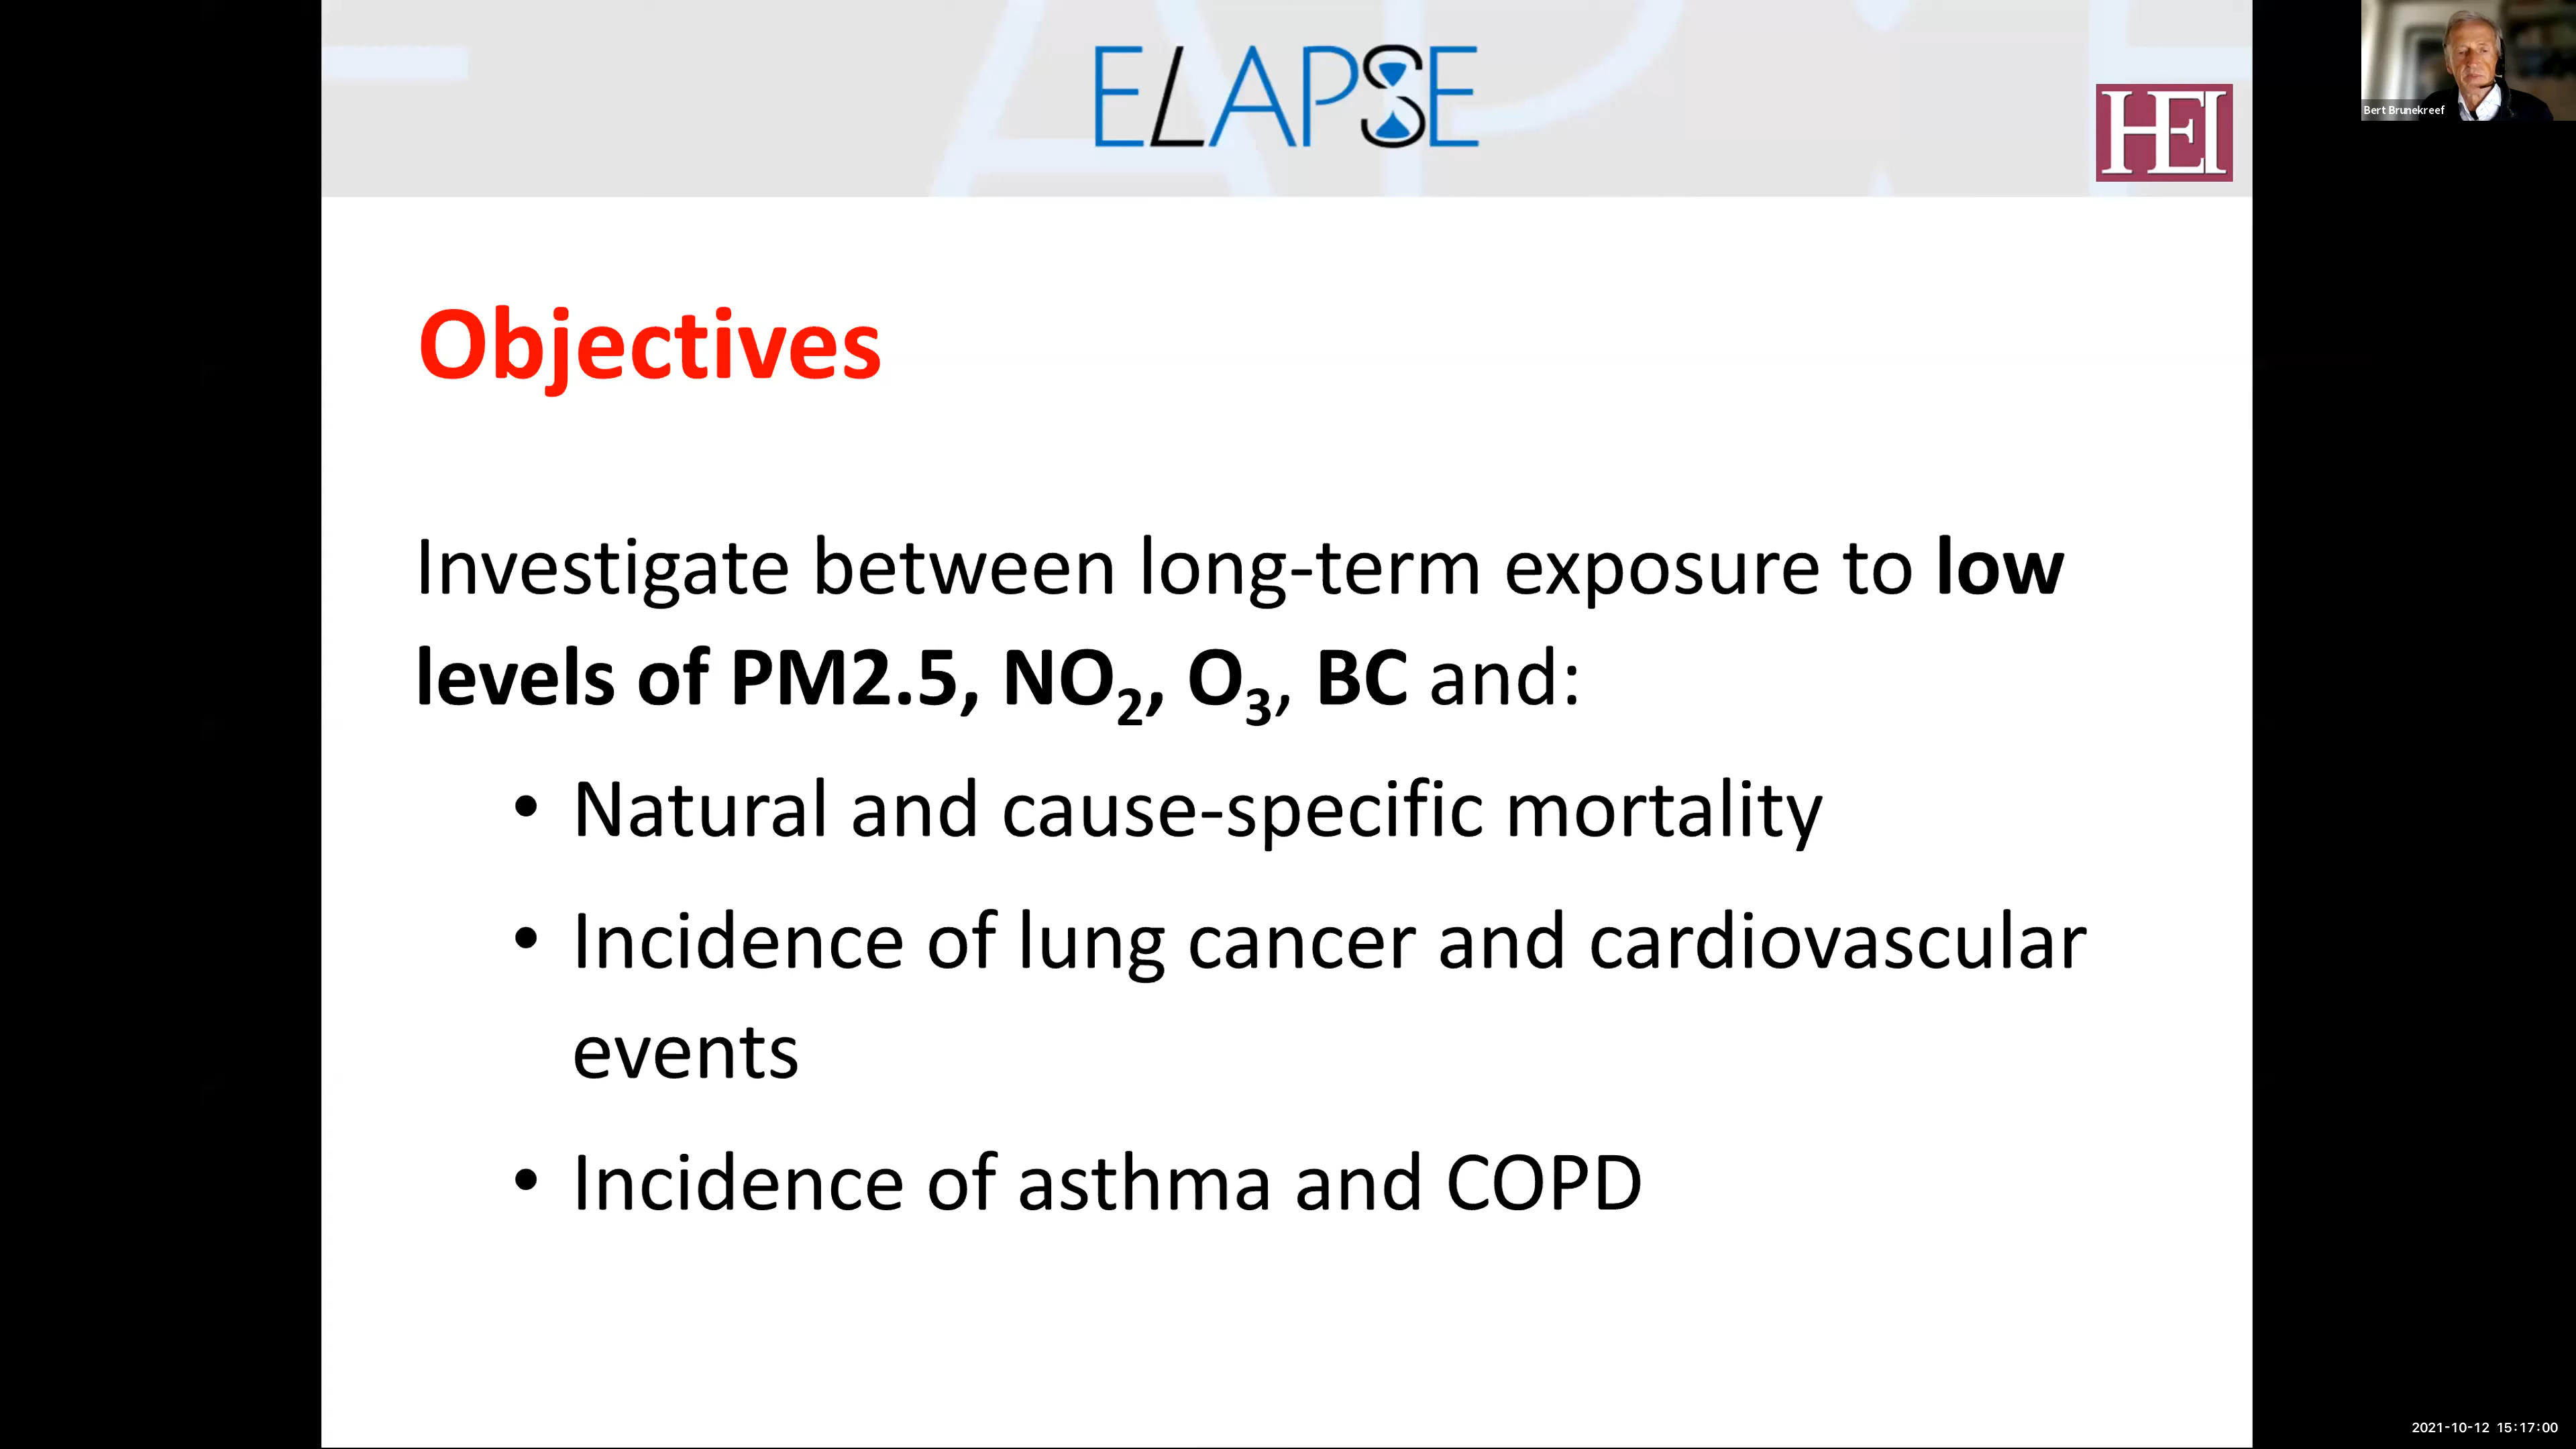 ELAPSE
HEI
Bert Brunekreef
Objectives
Investigate between long-term exposure to low
levels of PM2.5, NO₂, O₃, BC and:
• Natural and cause-specific mortality
• Incidence of lung cancer and cardiovascular
events
• Incidence of asthma and COPD
2021-10-12 15:17:00